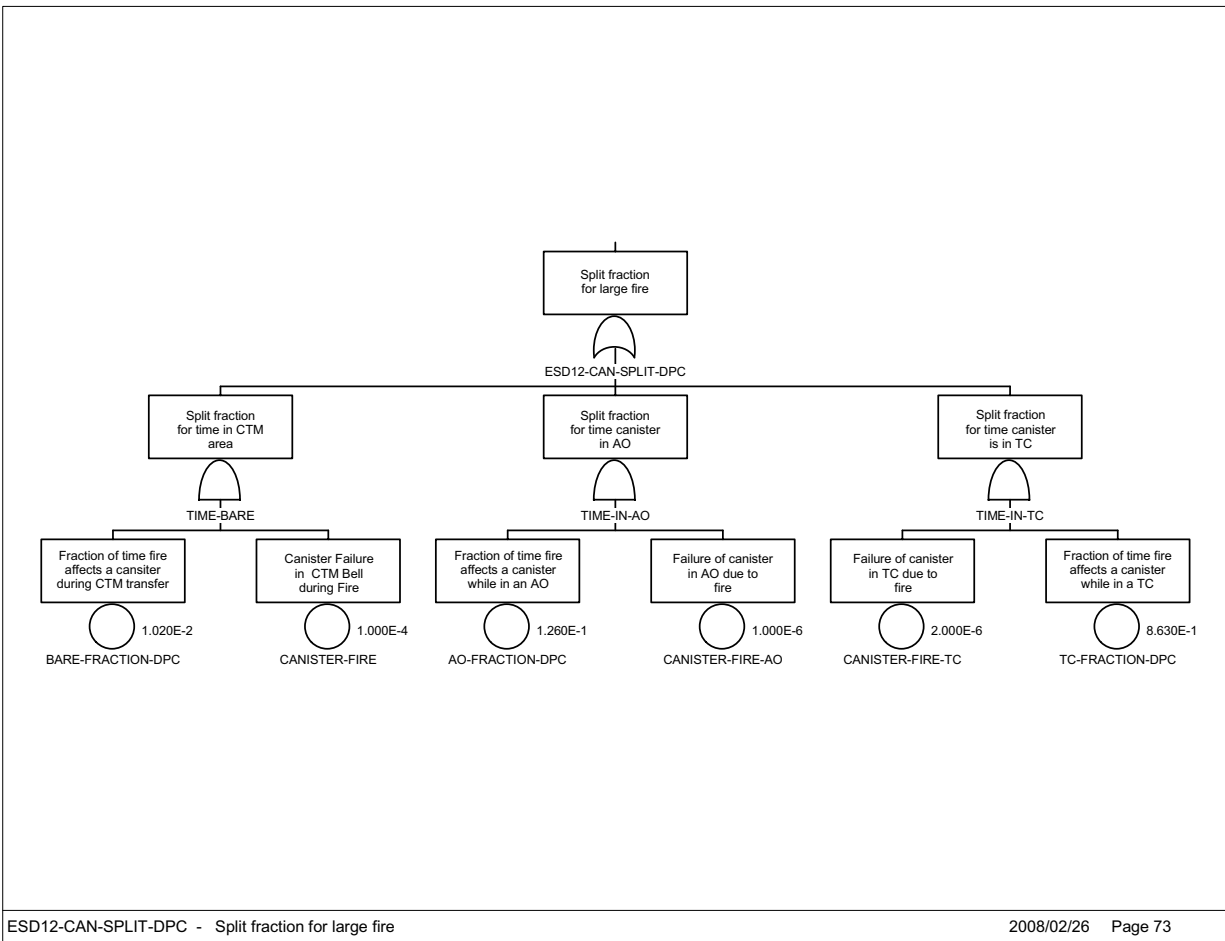 Split fraction
for large fire
ESD12-CAN-SPLIT-DPC
Split fraction
for time in CTM
area
TIME-BARE
Split fraction
for time canister
in AO
TIME-IN-AO
Split fraction
for time canister
is in TC
TIME-IN-TC
Fraction of time fire
affects a canister
during CTM transfer
1.020E-2
BARE-FRACTION-DPC
Canister Failure
in CTM Bell
during Fire
1.000E-4
CANISTER-FIRE
Fraction of time fire
affects a canister
while in an AO
1.260E-1
AO-FRACTION-DPC
Failure of canister
in AO due to
fire
1.000E-6
CANISTER-FIRE-AO
Failure of canister
in TC due to
fire
2.000E-6
CANISTER-FIRE-TC
Fraction of time fire
affects a canister
while in a TC
8.630E-1
TC-FRACTION-DPC
ESD12-CAN-SPLIT-DPC - Split fraction for large fire
2008/02/26 Page 73